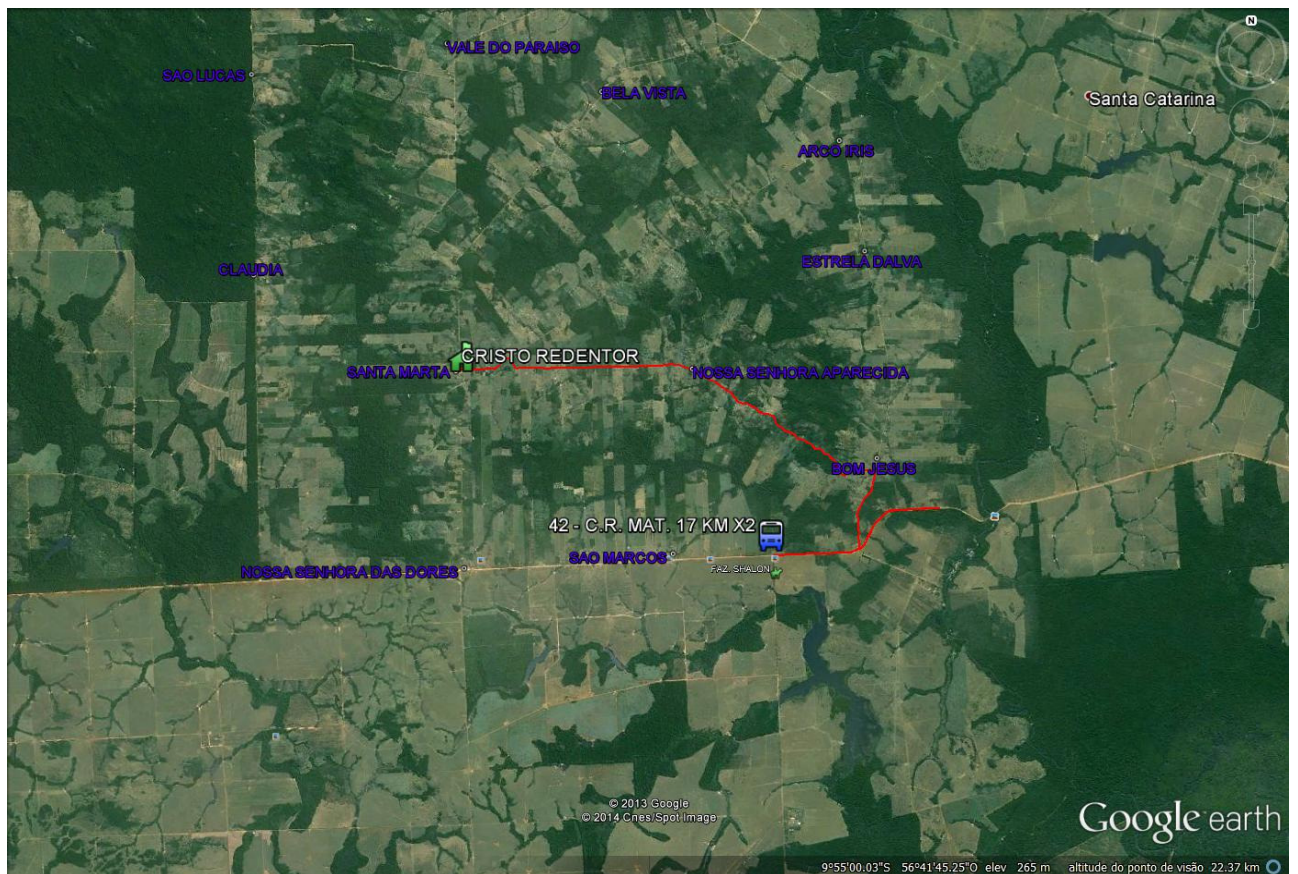 VALE DO PARAISO
SAO LUCAS
BELA VISTA
Santa Catarina
ARCO IRIS
ESTRELA DALVA
CLAUDIA
CRISTO REDENTOR
SANTA MARTA
NOSSA SENHORA APARECIDA
BOM JESUS
42 - C.R. MAT. 17 KM X2
SAO MARCOS
FAZ. SHALON
NOSSA SENHORA DAS DORES
© 2013 Google
© 2014 Cnes/Spot Image
Google earth
9°55'00.03"S 56°41'45.25"O elev 265 m altitude do ponto de visão 22.37 km
N